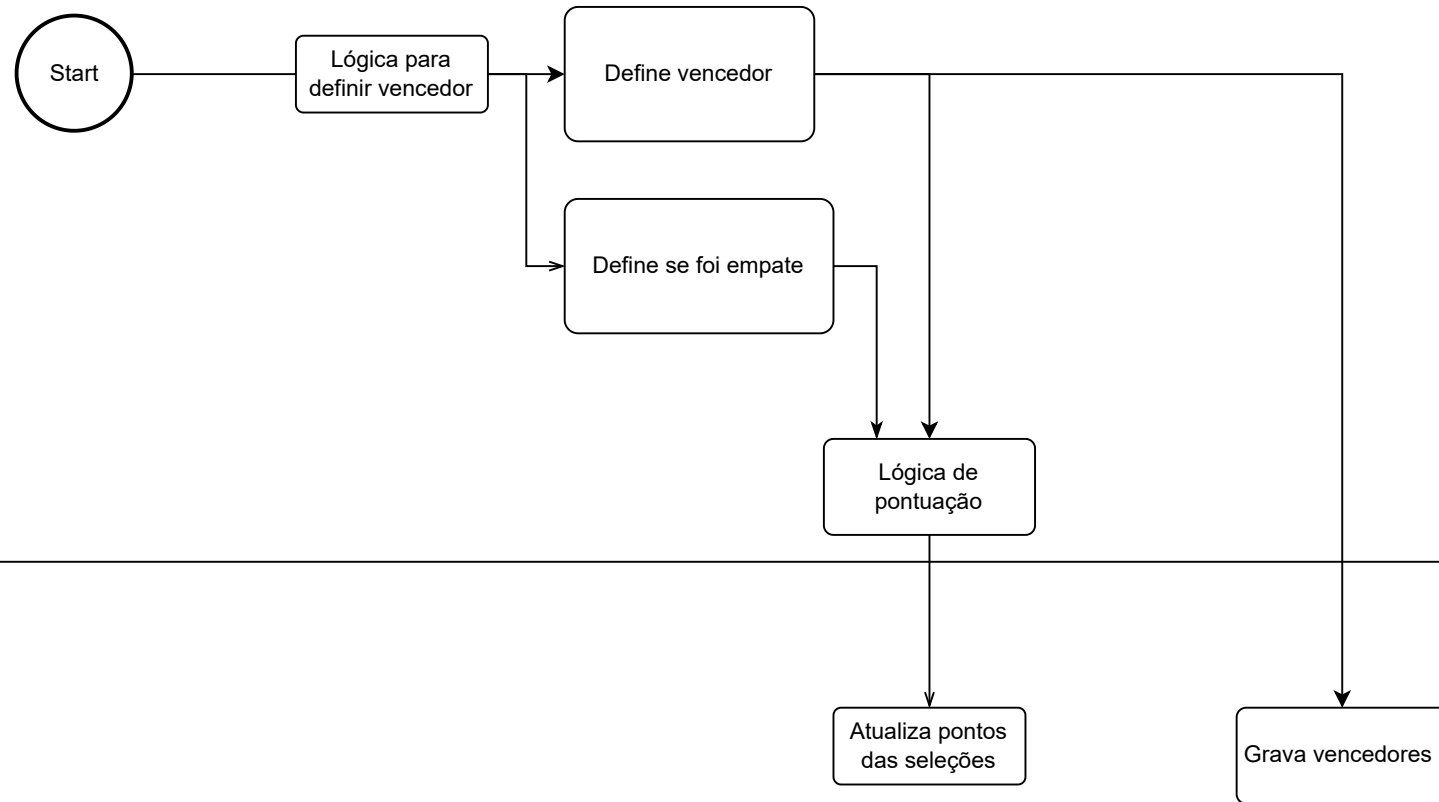 Start
Lógica para
definir vencedor
Define vencedor
Define se foi empate
Lógica de
pontuação
Atualiza pontos
das seleções
Grava vencedores